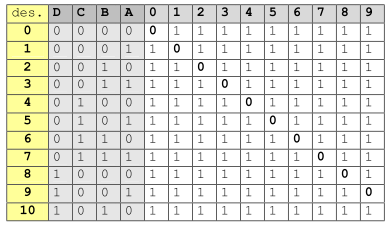 des. D C B A 0 1 2 3 4 5 6 7 8 9
0 0 0 0 0 0 1 1 1 1 1 1 1 1 1
1 0 0 0 1 1 0 1 1 1 1 1 1 1 1
2 0 0 1 0 1 1 0 1 1 1 1 1 1 1
3 0 0 1 1 1 1 1 0 1 1 1 1 1 1
4 0 1 0 0 1 1 1 1 0 1 1 1 1 1
5 0 1 0 1 1 1 1 1 1 0 1 1 1 1
6 0 1 1 0 1 1 1 1 1 1 0 1 1 1
7 0 1 1 1 1 1 1 1 1 1 1 0 1 1
8 1 0 0 0 1 1 1 1 1 1 1 1 0 1
9 1 0 0 1 1 1 1 1 1 1 1 1 1 0
10 1 0 1 0 1 1 1 1 1 1 1 1 1 1